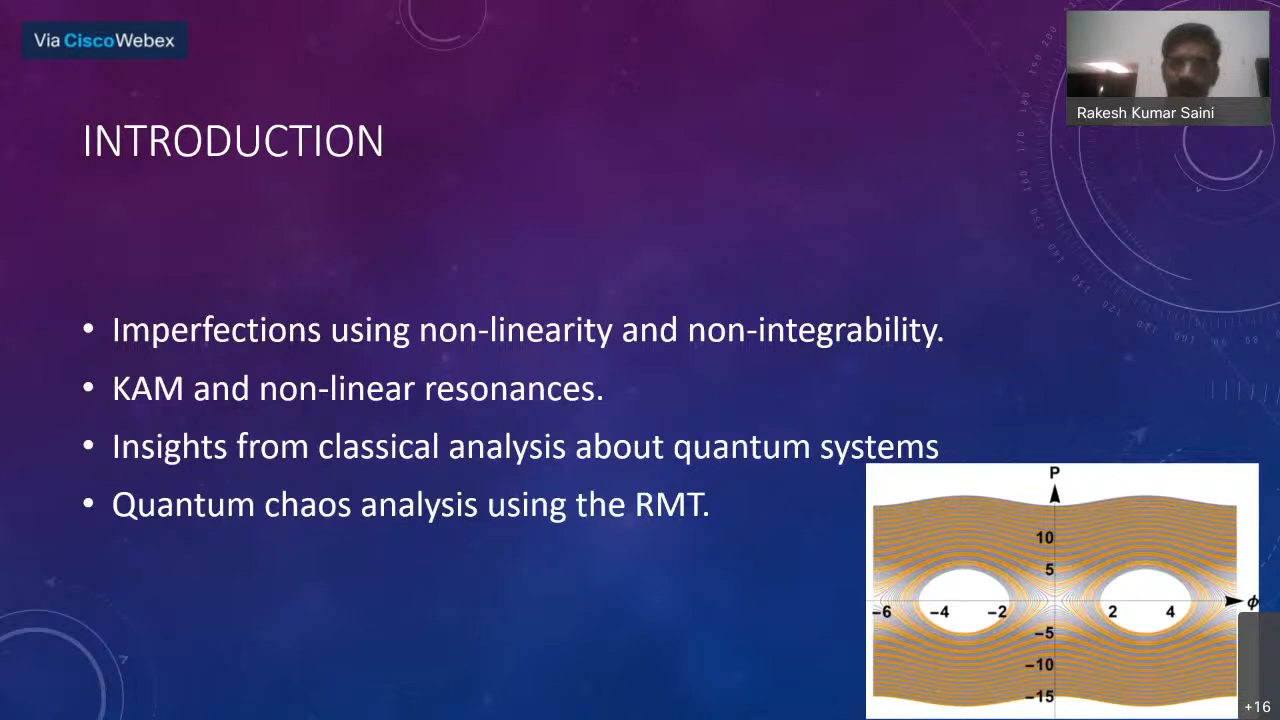 Via Cisco Webex
Rakesh Kumar Saini
INTRODUCTION
• Imperfections using non-linearity and non-integrability.
• KAM and non-linear resonances.
• Insights from classical analysis about quantum systems
• Quantum chaos analysis using the RMT.
P
10
5
−6 −4 −2 2 4 ϕ
−5
−10
−15
+16